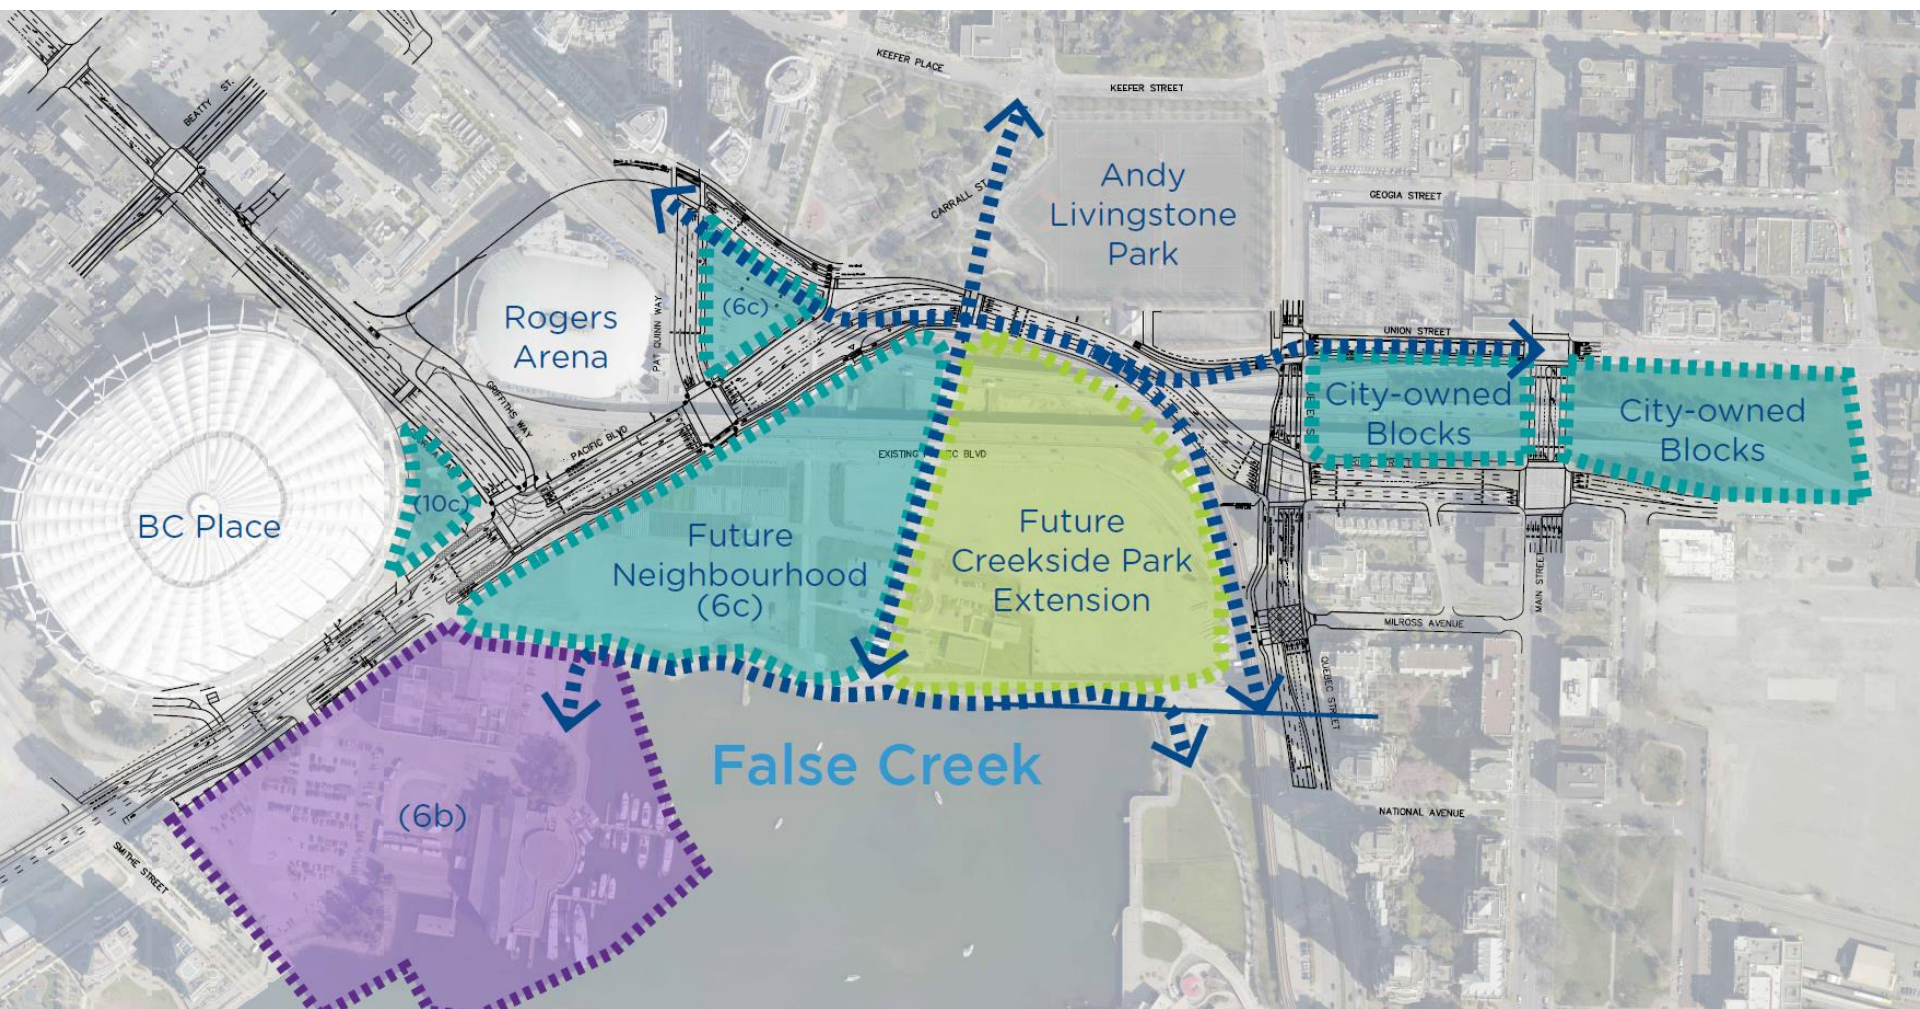 KEEFER PLACE
KEEFER STREET
BEATTY ST.
Andy
Livingstone
Park
CARRALL ST
GEOGIA STREET
Rogers
Arena
PAT QUINN WAY
(6c)
UNION STREET
City-owned
Blocks
City-owned
Blocks
GRIFFITHS WAY
PACIFIC BLVD
EXISTING
BLVD
(10c)
BC Place
Future
Neighbourhood
(6c)
Future
Creekside Park
Extension
MAIN STREET
MILROSS AVENUE
QUEBEC STREET
False Creek
(6b)
NATIONAL AVENUE
SMITHE STREET